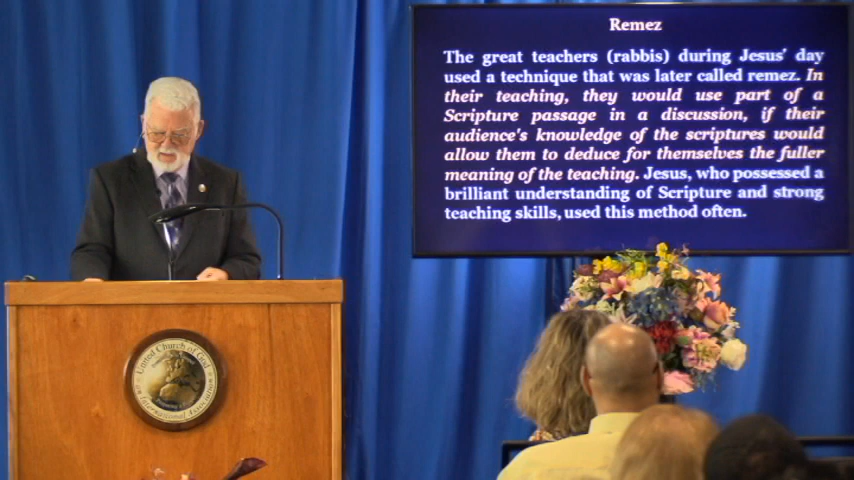 Remez
The great teachers (rabbis) during Jesus' day
used a technique that was later called remez. In
their teaching, they would use part of a
Scripture passage in a discussion, if their
audience's knowledge of the scriptures would
allow them to deduce for themselves the fuller
meaning of the teaching. Jesus, who possessed a
brilliant understanding of Scripture and strong
teaching skills, used this method often.
United Church of God
an International Association